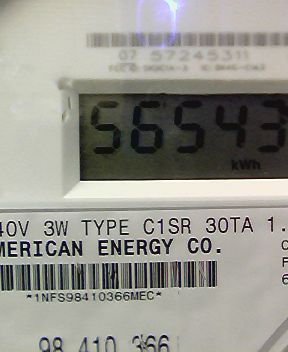 07 57245311
56543
kWh
40V 3W TYPE C1SR 30TA 1.
MERICAN ENERGY CO.
*1NFS98410366MEC*
98 410 366